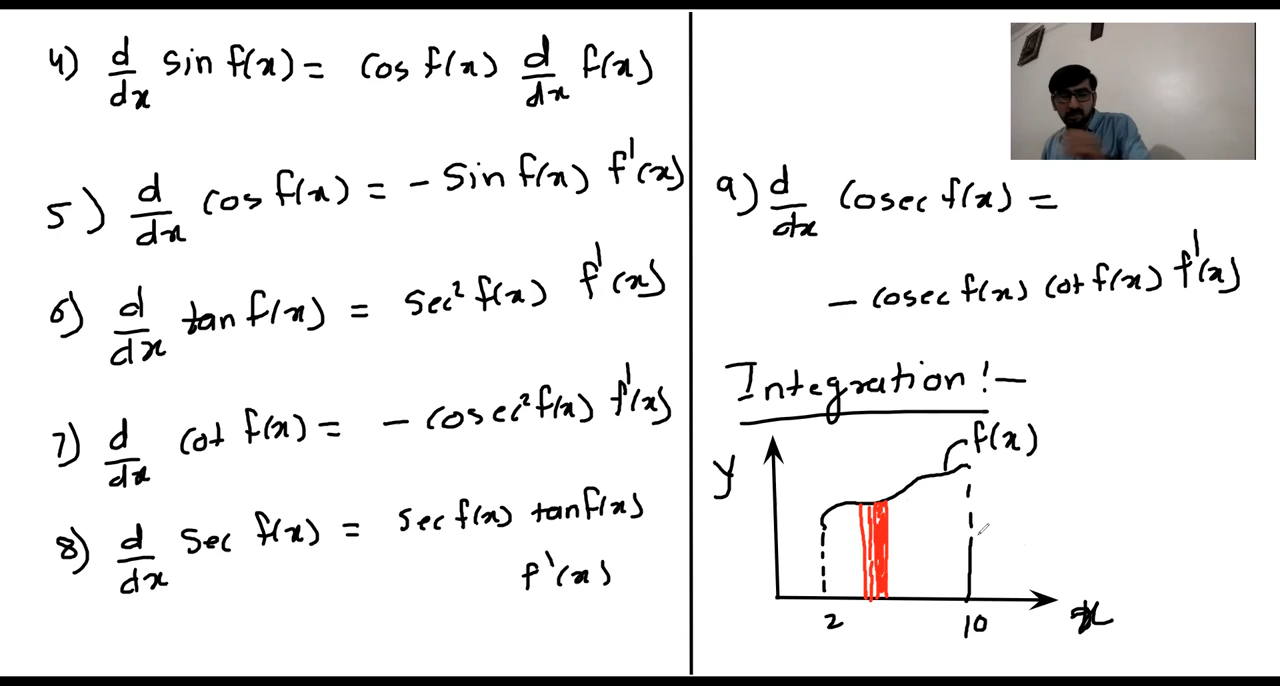 4) d/dx sin f(x) = cos f(x) d/dx f(x)
5) d/dx cos f(x) = - sin f(x) f'(x)
6) d/dx tan f(x) = sec² f(x) f'(x)
7) d/dx cot f(x) = - cosec² f(x) f'(x)
8) d/dx sec f(x) = sec f(x) tan f(x)
f'(x)
9) d/dx cosec f(x) =
- cosec f(x) cot f(x) f'(x)
Integration :-
f(x)
y
2
10
x